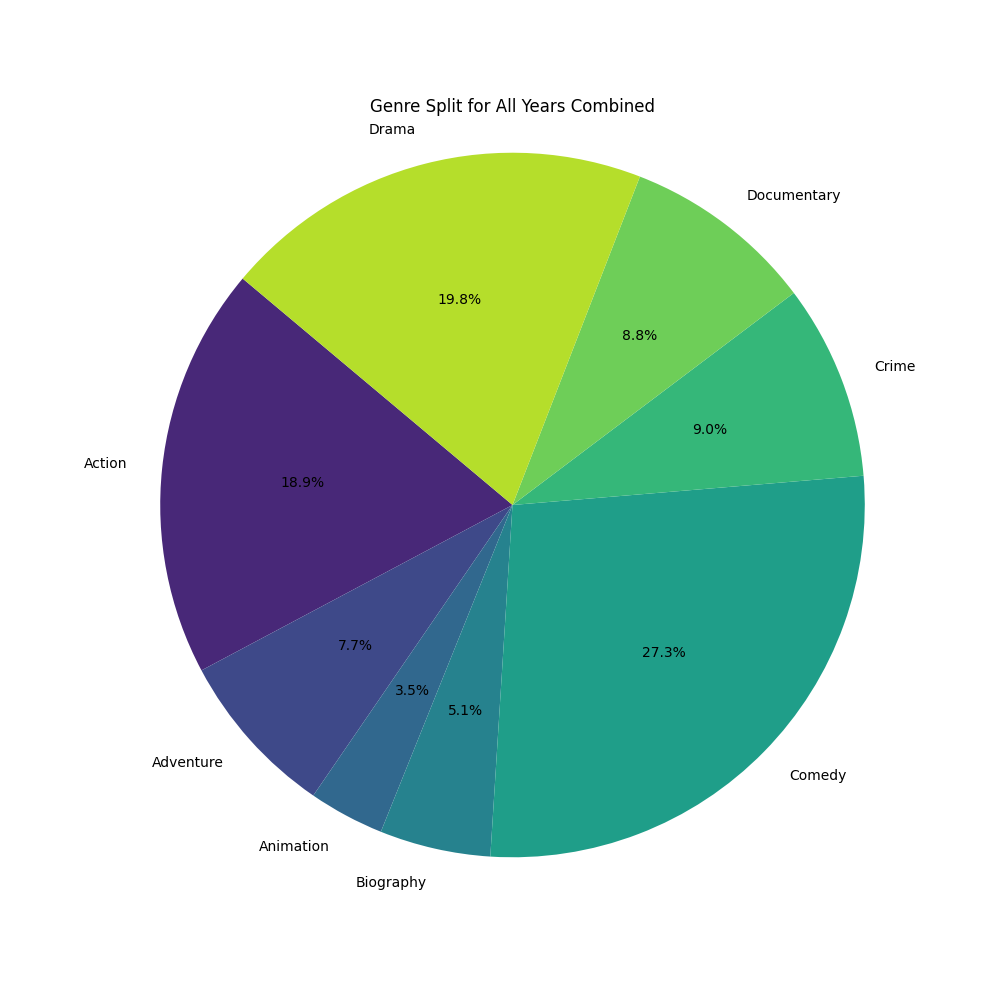 Genre Split for All Years Combined
Drama
Documentary
19.8%
8.8%
Crime
9.0%
Action
18.9%
7.7%
27.3%
3.5%
5.1%
Adventure
Comedy
Animation
Biography